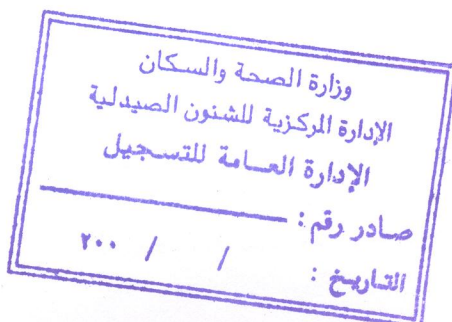 وزارة الصحة والسكان
الإدارة المركزية للشئون الصيدلية
الإدارة العامة للتسجيل
صادر رقم :
التاريخ : / / ٢٠٠